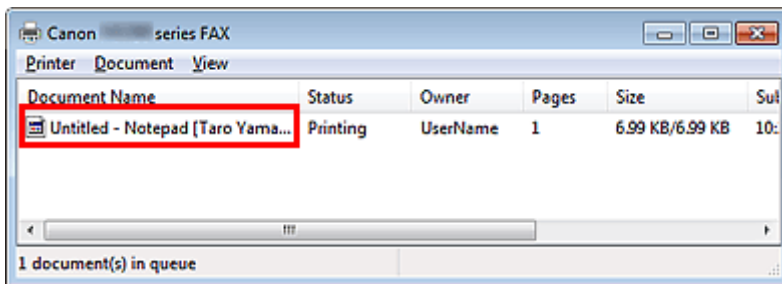 Canon series FAX
Printer Document View
Document Name Status Owner Pages Size Sul
Untitled - Notepad [Taro Yama... Printing UserName 1 6.99 KB/6.99 KB 10:
1 document(s) in queue